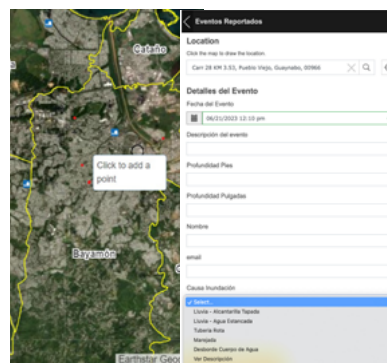 Cataño
Click to add a
point
Bayamón
Earthstar Geo
Eventos Reportados
Location
Click the map to draw the location
Carr 28 KM 3.53, Pueblo Viejo, Guaynabo, 00966
Detalles del Evento
Fecha del Evento
06/21/2023 12:10 pm
Descripción del evento
Profundidad Pies
Profundidad Pulgadas
Nombre
email
Causa Inundación
Select..
Lluvia - Alcantarilla Tapada
Lluvia - Agua Estancada
Tubería Rota
Marejada
Desborde Cuerpo de Agua
Ver Descripción